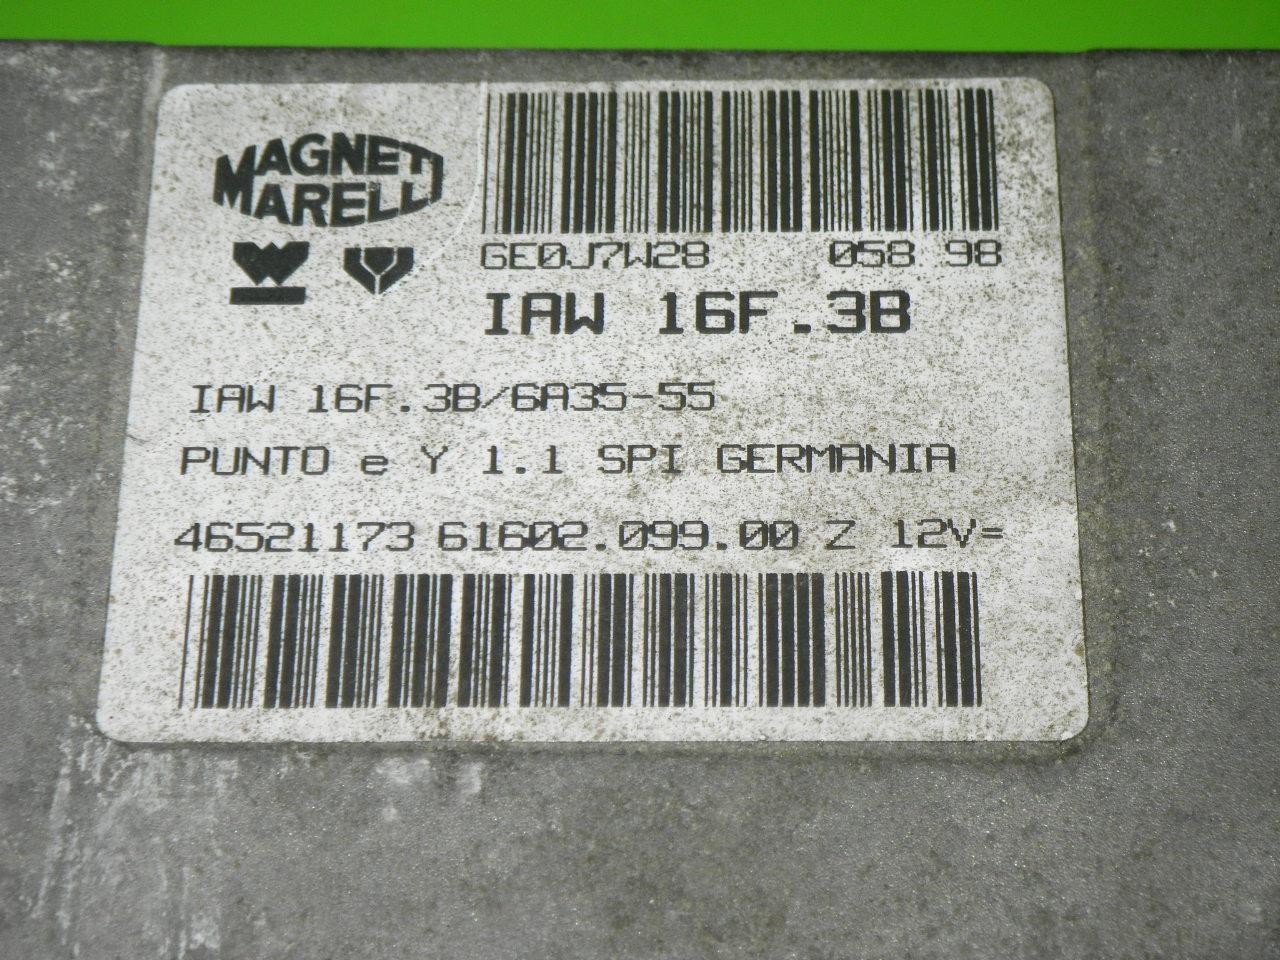 MAGNETI
MARELLI
GE0J7W28 058 98
IAW 16F.3B
IAW 16F.3B/6A35-55
PUNTO e Y 1.1 SPI GERMANIA
46521173 61602.099.00 Z 12V=